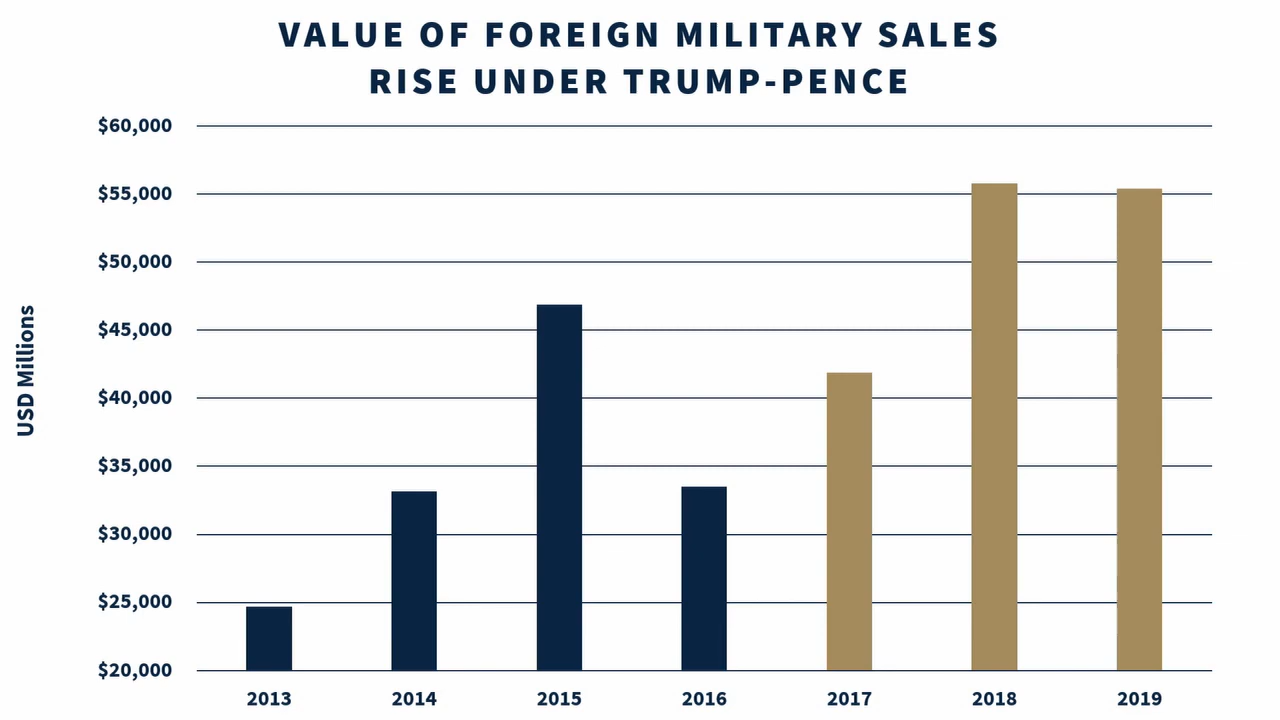 VALUE OF FOREIGN MILITARY SALES
RISE UNDER TRUMP-PENCE
$60,000
$55,000
$50,000
$45,000
$40,000
$35,000
$30,000
$25,000
$20,000
USD Millions
2013 2014 2015 2016 2017 2018 2019